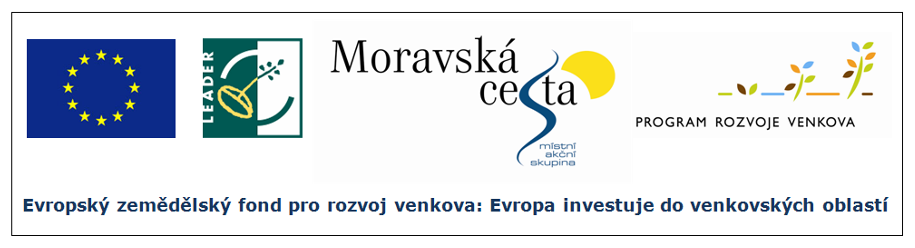 LEADER
Moravská
cesta
místní
akční
skupina
PROGRAM ROZVOJE VENKOVA
Evropský zemědělský fond pro rozvoj venkova: Evropa investuje do venkovských oblastí